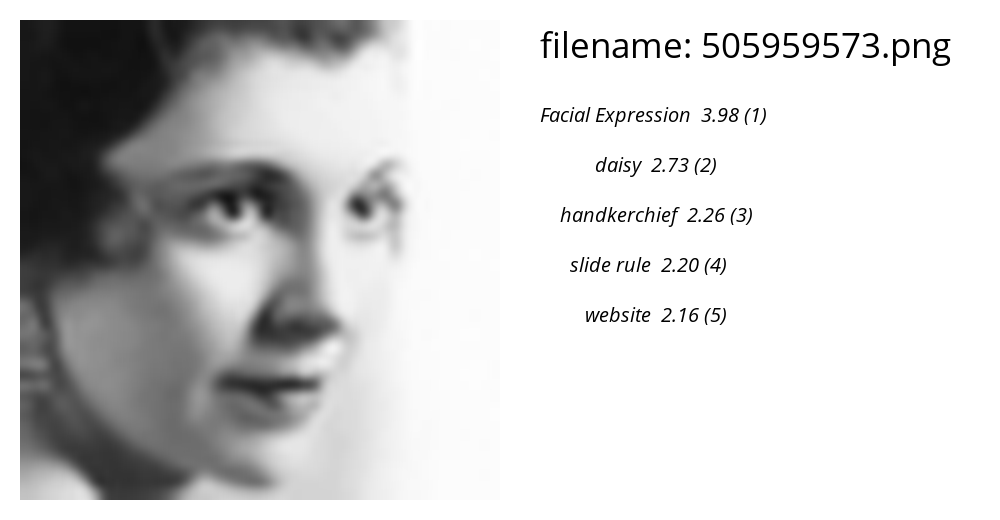 filename: 505959573.png
Facial Expression 3.98 (1)
daisy 2.73 (2)
handkerchief 2.26 (3)
slide rule 2.20 (4)
website 2.16 (5)